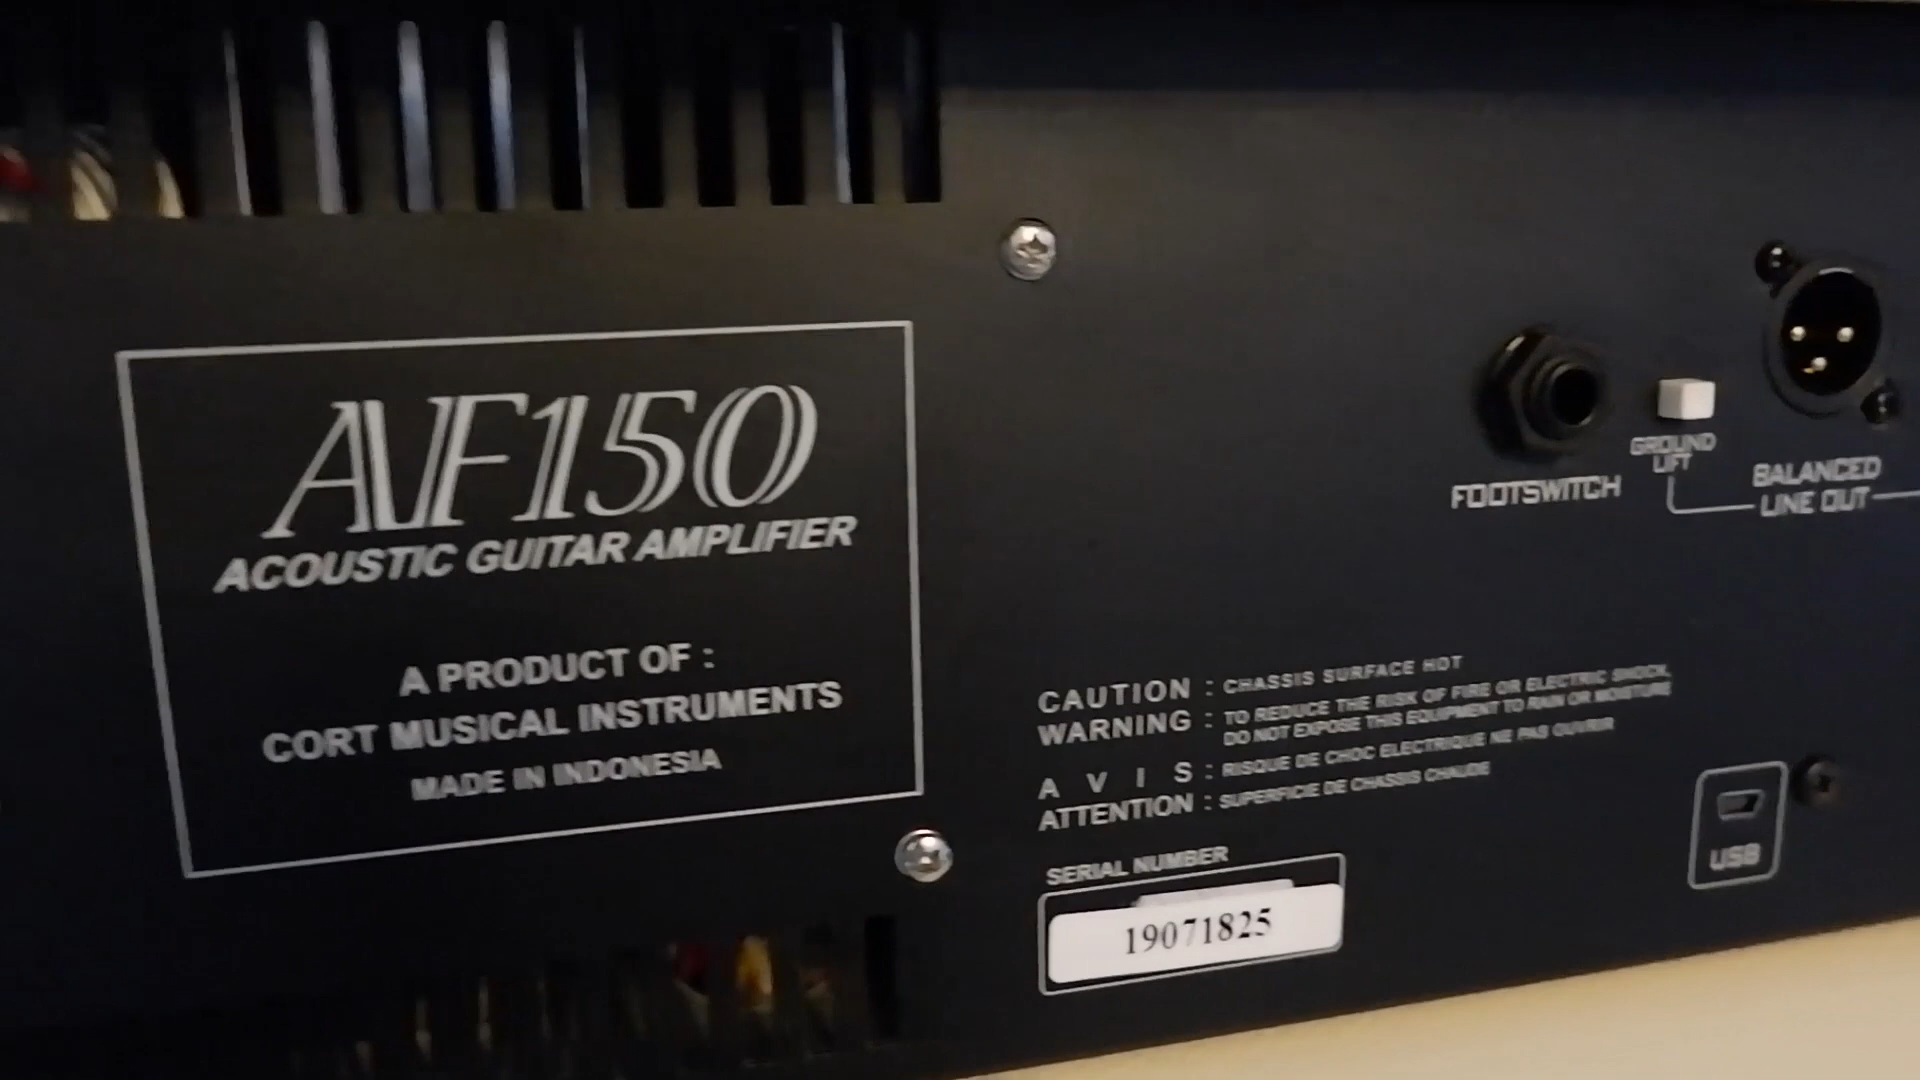 AF150
ACOUSTIC GUITAR AMPLIFIER
A PRODUCT OF :
CORT MUSICAL INSTRUMENTS
MADE IN INDONESIA
FOOTSWITCH
GROUND
LIFT
BALANCED
LINE OUT
CAUTION : CHASSIS SURFACE HOT
WARNING : TO REDUCE THE RISK OF FIRE OR ELECTRIC SHOCK,
DO NOT EXPOSE THIS EQUIPMENT TO RAIN OR MOISTURE
A V I S : RISQUE DE CHOC ELECTRIQUE NE PAS OUVRIR
ATTENTION : SUPERFICIE DE CHASSIS CHAUDE
SERIAL NUMBER
19071825
USB